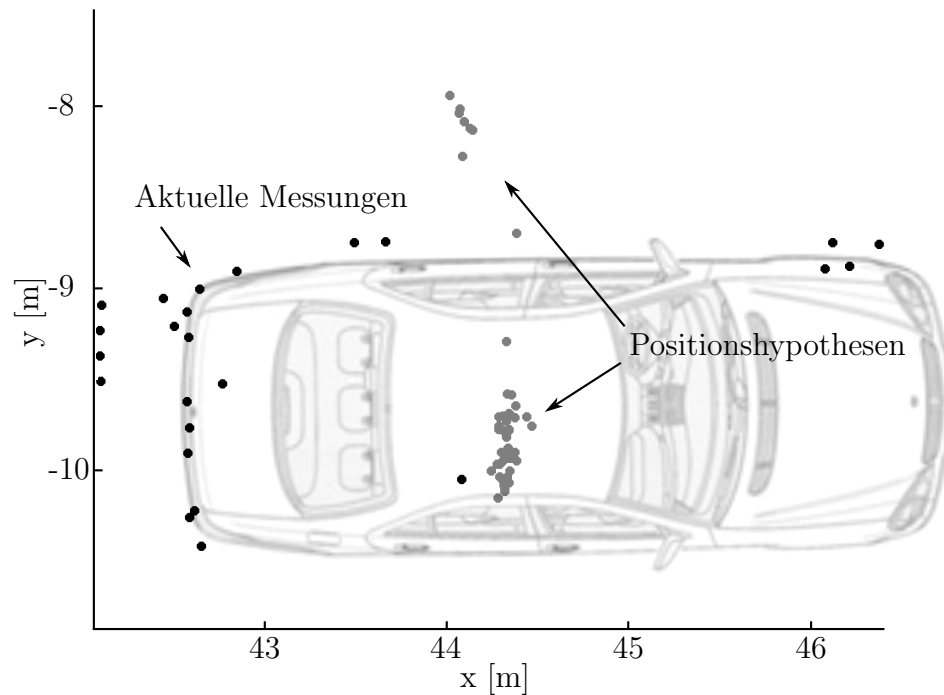 -8
Aktuelle Messungen
-9
y [m]
Positionshypothesen
-10
43
44
45
46
x [m]